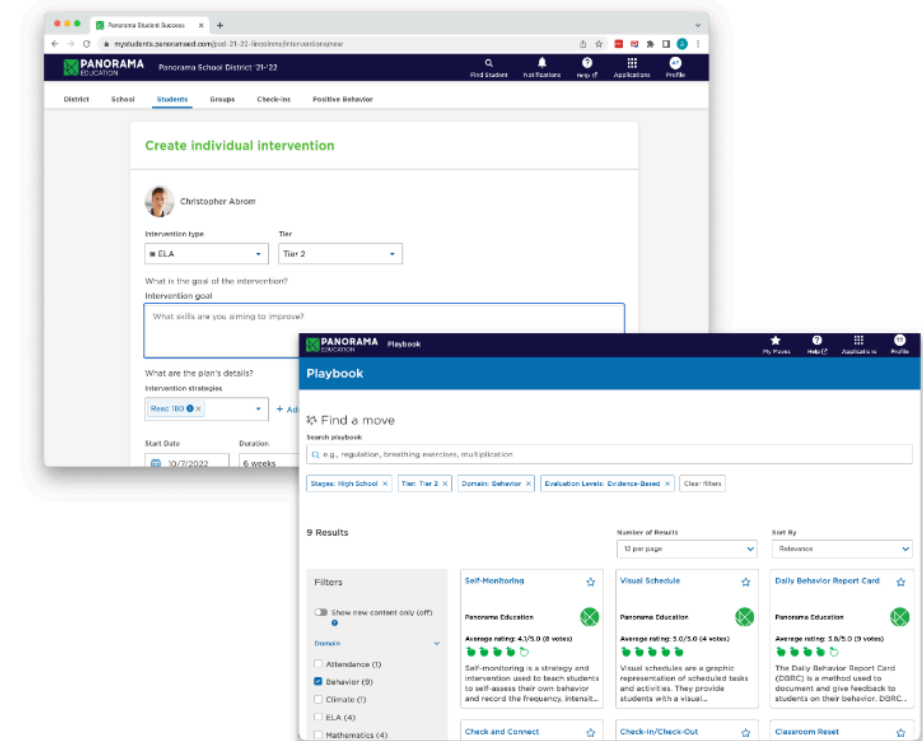 Panorama Student Success
mystudents.panoramaed.com/psd-21-22-lincolnms/interventions/new
PANORAMA
EDUCATION
Panorama School District '21-'22
Find Student
Notifications
Help
Applications
Profile
District
School
Students
Groups
Check-ins
Positive Behavior
Create individual intervention
Christopher Abrom
Intervention type
Tier
ELA
Tier 2
What is the goal of the intervention?
Intervention goal
What skills are you aiming to improve?
What are the plan's details?
Intervention strategies
Read 180
+ Ad
Start Date
Duration
10/7/2022
6 weeks
PANORAMA
EDUCATION
Playbook
My Moves
Help
Applications
Profile
Playbook
Find a move
Search playbook
e.g., regulation, breathing exercises, multiplication
Stages: High School ×
Tier: Tier 2 ×
Domain: Behavior ×
Evaluation Levels: Evidence-Based ×
Clear filters
9 Results
Number of Results
12 per page
Sort By
Relevance
Filters
Show new content only (off)
Domain
Attendance (1)
Behavior (9)
Climate (1)
ELA (4)
Mathematics (4)
Self-Monitoring
Panorama Education
Average rating: 4.1/5.0 (8 votes)
Self-monitoring is a strategy and
intervention used to teach students
to self-assess their own behavior
and record the frequency, intensit...
Visual Schedule
Panorama Education
Average rating: 5.0/5.0 (4 votes)
Visual schedules are a graphic
representation of scheduled tasks
and activities. They provide
students with a visual...
Daily Behavior Report Card
Panorama Education
Average rating: 3.8/5.0 (9 votes)
The Daily Behavior Report Card
(DBRC) is a method used to
document and give feedback to
students on their behavior. DBRC...
Check and Connect
Check-In/Check-Out
Classroom Reset